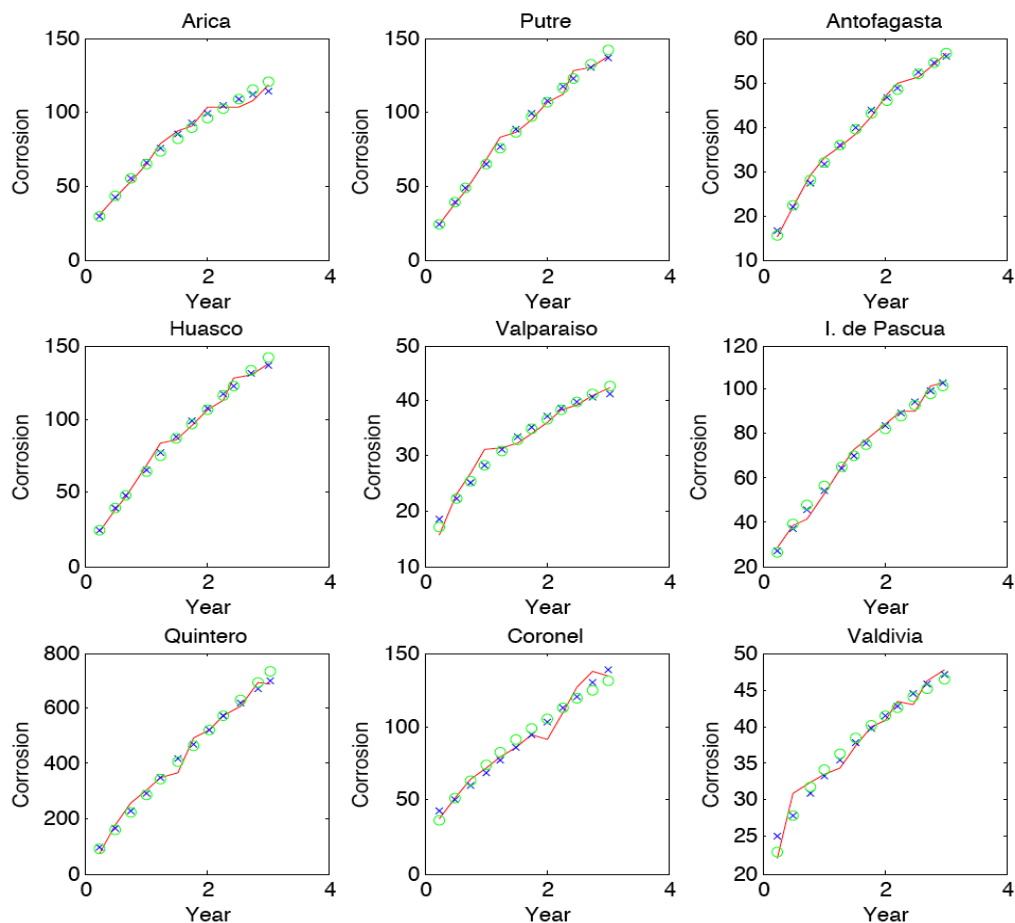 Arica
150
100
50
0
Corrosion
0 2 4
Year
Putre
150
100
50
0
Corrosion
0 2 4
Year
Antofagasta
60
50
40
30
20
10
Corrosion
0 2 4
Year
Huasco
150
100
50
0
Corrosion
0 2 4
Year
Valparaiso
50
40
30
20
10
Corrosion
0 2 4
Year
I. de Pascua
120
100
80
60
40
20
Corrosion
0 2 4
Year
Quintero
800
600
400
200
0
Corrosion
0 2 4
Year
Coronel
150
100
50
0
Corrosion
0 2 4
Year
Valdivia
50
45
40
35
30
25
20
Corrosion
0 2 4
Year